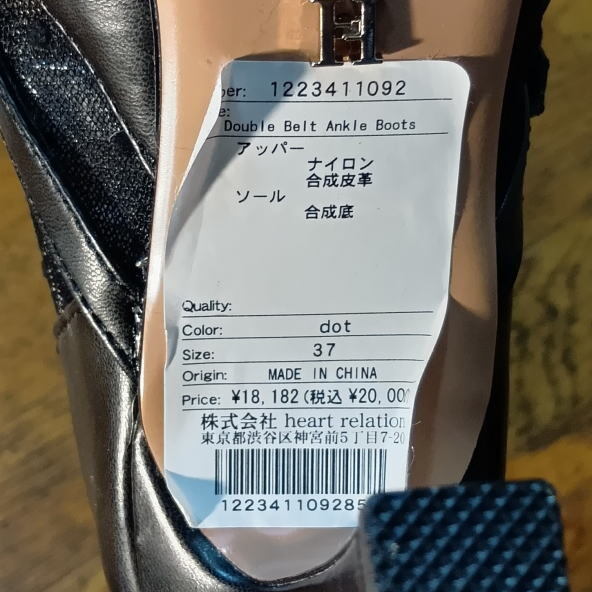 ber: 1223411092
e:
Double Belt Ankle Boots
アッパー
ナイロン
合成皮革
ソール
合成底
Quality:
Color: dot
Size: 37
Origin: MADE IN CHINA
Price: ¥18,182(税込 ¥20,00
株式会社 heart relation
東京都渋谷区神宮前5丁目7-20
122341109285